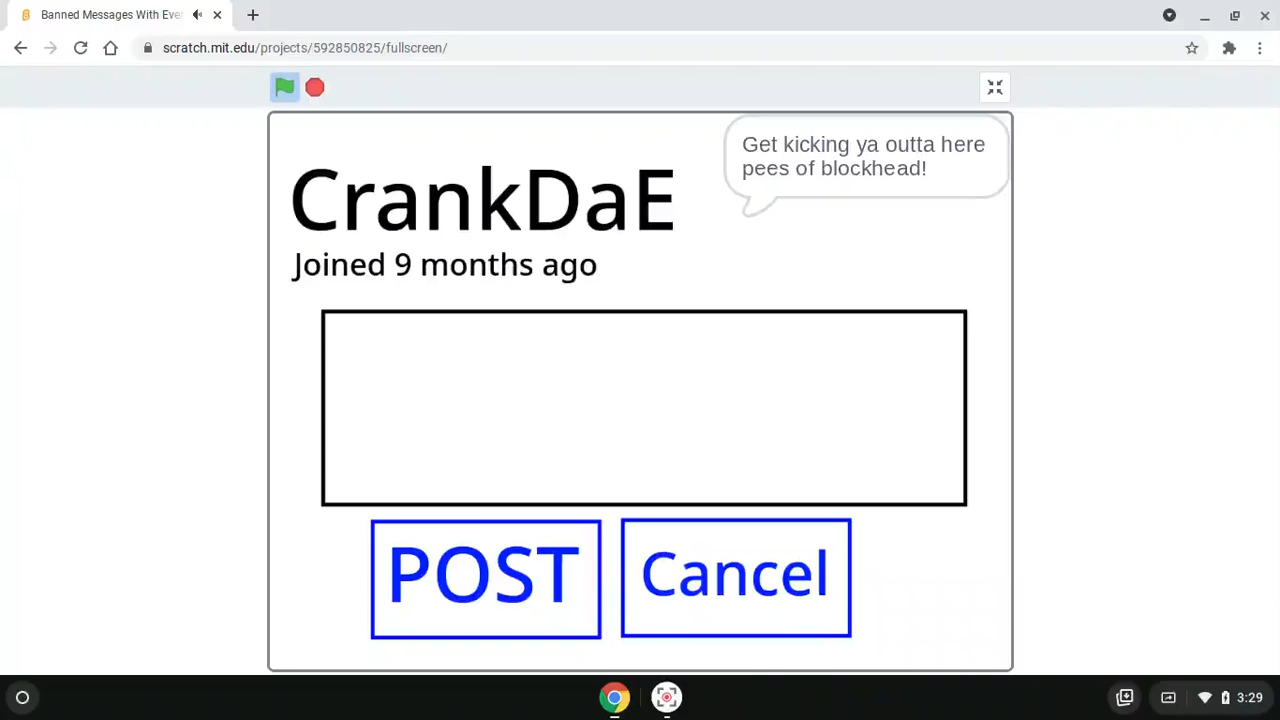 Banned Messages With Eve
scratch.mit.edu/projects/592850825/fullscreen/
Get kicking ya outta here
pees of blockhead!
CrankDaE
Joined 9 months ago
POST
Cancel
3:29